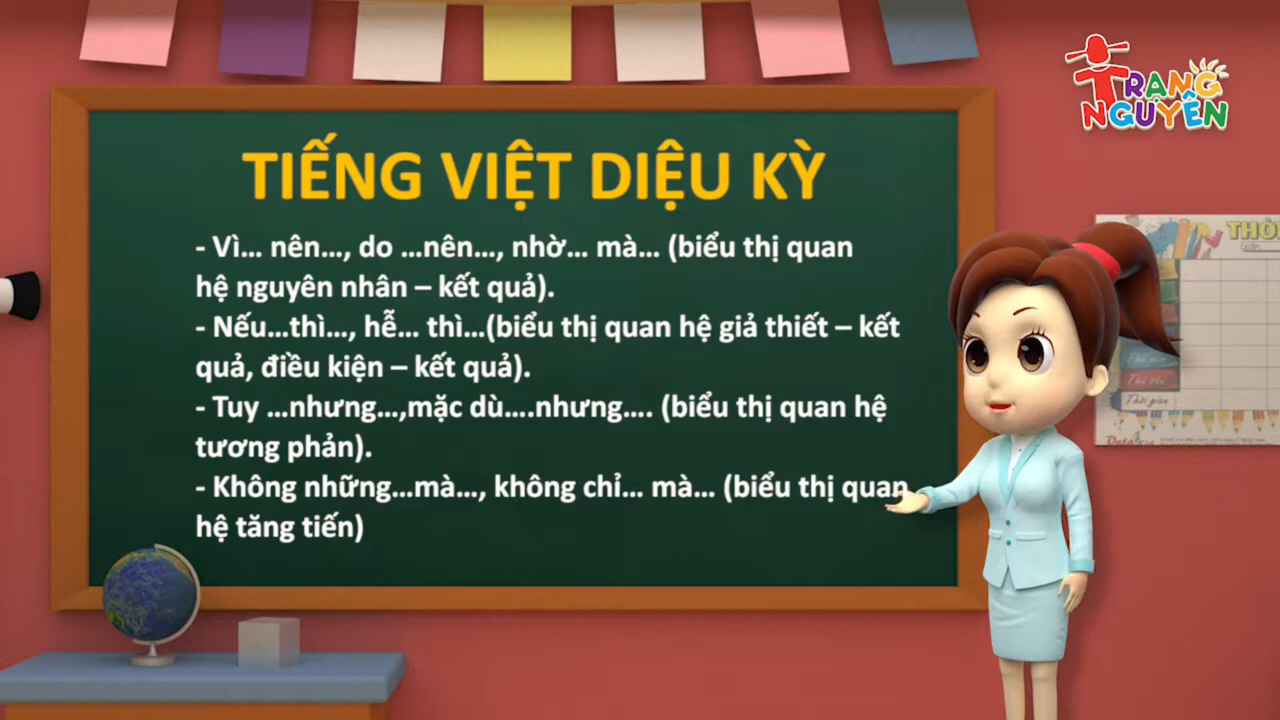 TRẠNG
NGUYÊN
TIẾNG VIỆT DIỆU KỲ
- Vì... nên..., do ...nên..., nhờ... mà... (biểu thị quan
hệ nguyên nhân – kết quả).
- Nếu...thì..., hễ... thì...(biểu thị quan hệ giả thiết – kết
quả, điều kiện – kết quả).
- Tuy ...nhưng...,mặc dù....nhưng.... (biểu thị quan hệ
tương phản).
- Không những...mà..., không chỉ... mà... (biểu thị quan
hệ tăng tiến)
THỜI
Thời gian